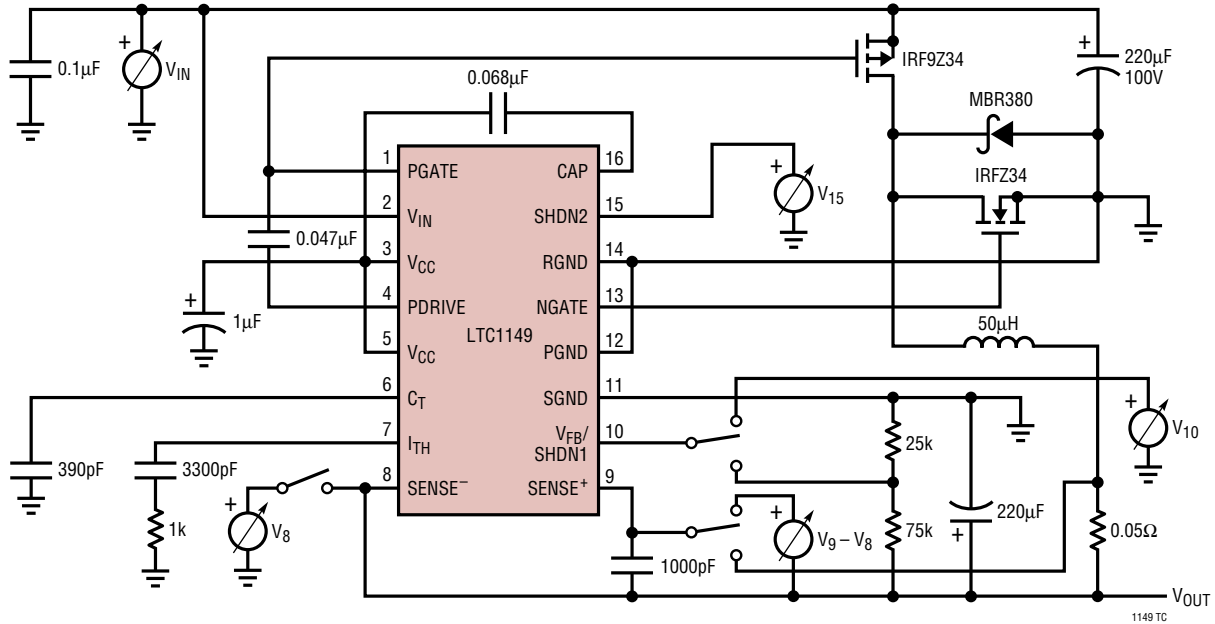 +
V_IN
0.1µF
0.068µF
IRF9Z34
+
220µF
100V
MBR380
1 PGATE
CAP 16
2 V_IN
SHDN2 15
+
V_15
IRFZ34
0.047µF
3 V_CC
RGND 14
+
1µF
4 PDRIVE
NGATE 13
LTC1149
50µH
5 V_CC
PGND 12
6 C_T
SGND 11
+
V_10
7 I_TH
V_FB/
SHDN1
10
25k
390pF
3300pF
8 SENSE⁻
SENSE⁺ 9
+
V_8
1k
+
V_9 – V_8
75k
220µF
+
0.05Ω
1000pF
V_OUT
1149 TC